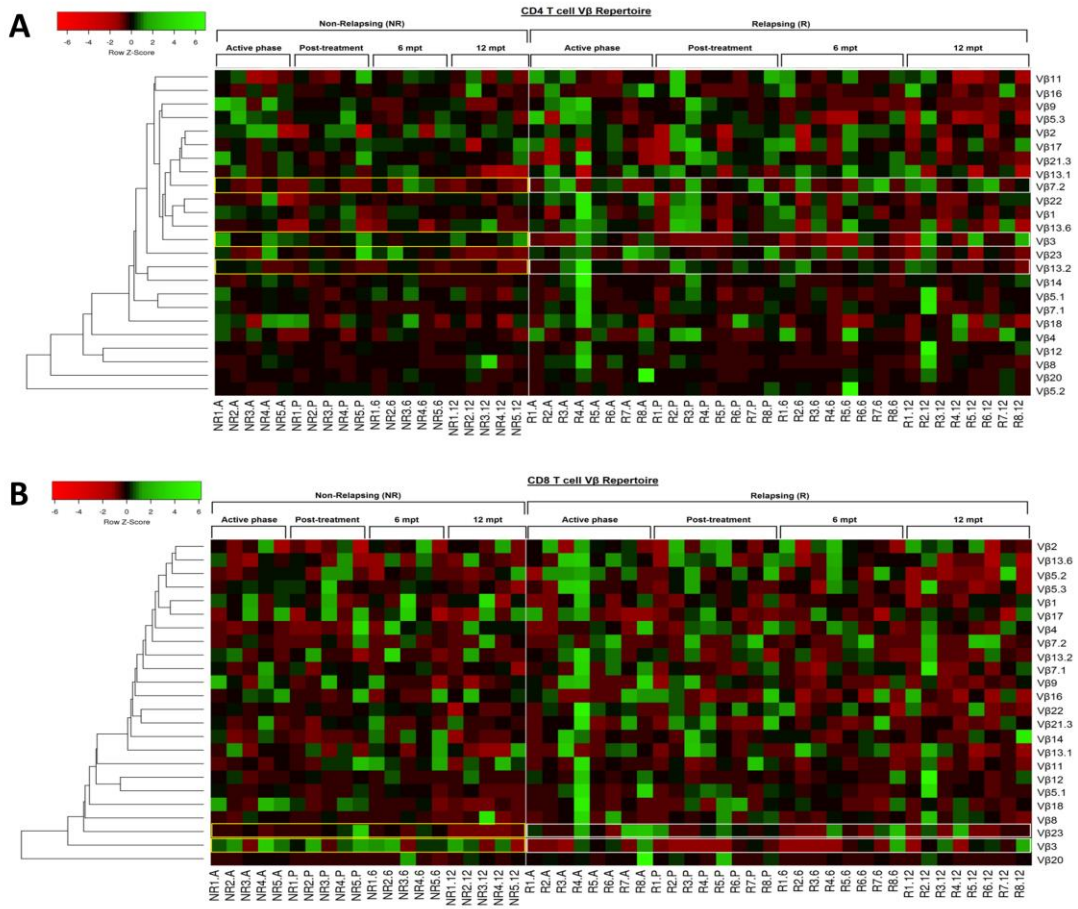 A
CD4 T cell Vβ Repertoire
-6 -2 0 2 4 6
Row Z-Score
Non-Relapsing (NR) Relapsing (R)
Active phase Post-treatment 6 mpt 12 mpt Active phase Post-treatment 6 mpt 12 mpt
Vβ11
Vβ16
Vβ9
Vβ5.3
Vβ2
Vβ17
Vβ21.3
Vβ13.1
Vβ7.2
Vβ22
Vβ1
Vβ13.6
Vβ3
Vβ23
Vβ13.2
Vβ14
Vβ5.1
Vβ7.1
Vβ18
Vβ4
Vβ12
Vβ8
Vβ20
Vβ5.2
NR1.A NR2.A NR3.A NR4.A NR5.A NR1.P NR2.P NR3.P NR4.P NR5.P NR1.6 NR2.6 NR3.6 NR4.6 NR5.6 NR1.12 NR2.12 NR3.12 NR4.12 NR5.12 R1.A R2.A R3.A R4.A R5.A R6.A R7.A R8.A R1.P R2.P R3.P R4.P R5.P R6.P R7.P R8.P R1.6 R2.6 R3.6 R4.6 R5.6 R6.6 R7.6 R8.6 R1.12 R2.12 R3.12 R4.12 R5.12 R6.12 R7.12 R8.12
B
CD8 T cell Vβ Repertoire
-6 -4 -2 0 2 4 6
Row Z-Score
Non-Relapsing (NR) Relapsing (R)
Active phase Post-treatment 6 mpt 12 mpt Active phase Post-treatment 6 mpt 12 mpt
Vβ2
Vβ13.6
Vβ5.2
Vβ5.3
Vβ1
Vβ17
Vβ4
Vβ7.2
Vβ13.2
Vβ7.1
Vβ9
Vβ16
Vβ22
Vβ21.3
Vβ14
Vβ13.1
Vβ11
Vβ12
Vβ5.1
Vβ18
Vβ8
Vβ23
Vβ3
Vβ20
NR1.A NR2.A NR3.A NR4.A NR5.A NR1.P NR2.P NR3.P NR4.P NR5.P NR1.6 NR2.6 NR3.6 NR4.6 NR5.6 NR1.12 NR2.12 NR3.12 NR4.12 NR5.12 R1.A R2.A R3.A R4.A R5.A R6.A R7.A R8.A R1.P R2.P R3.P R4.P R5.P R6.P R7.P R8.P R1.6 R2.6 R3.6 R4.6 R5.6 R6.6 R7.6 R8.6 R1.12 R2.12 R3.12 R4.12 R5.12 R6.12 R7.12 R8.12